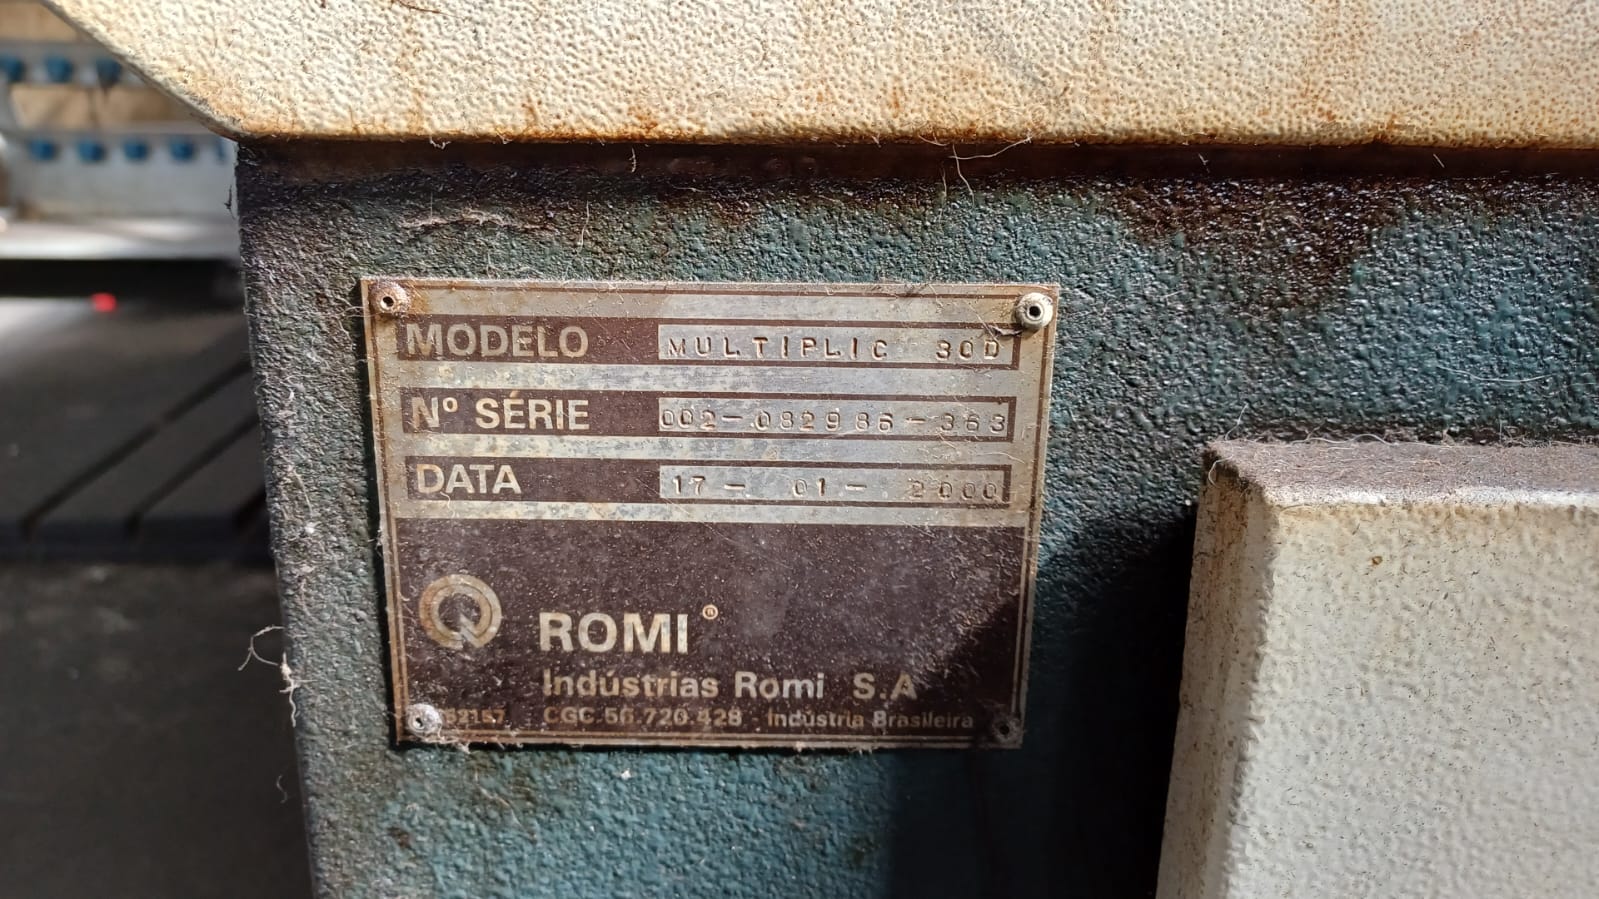 MODELO MULTIPLIC 30D
Nº SÉRIE 002-082986-363
DATA 17 - 01 - 2000
ROMI®
Indústrias Romi S.A
CGC 56.720.428 - Indústria Brasileira